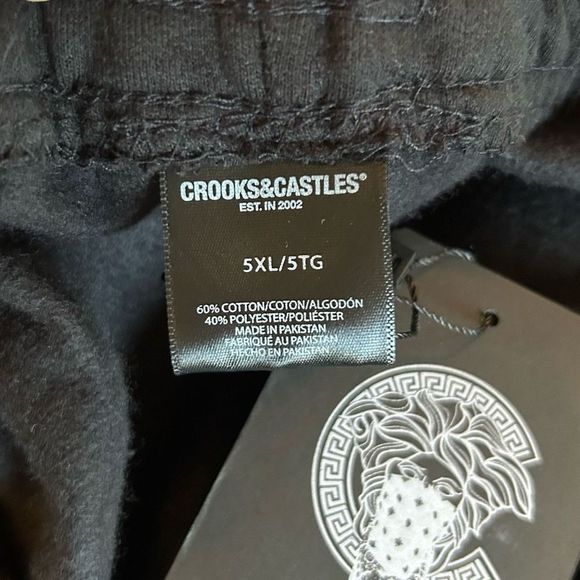 CROOKS&CASTLES®
EST. IN 2002
5XL/5TG
60% COTTON/COTON/ALGODÓN
40% POLYESTER/POLIÉSTER
MADE IN PAKISTAN
FABRIQUÉ AU PAKISTAN
HECHO EN PAKISTAN